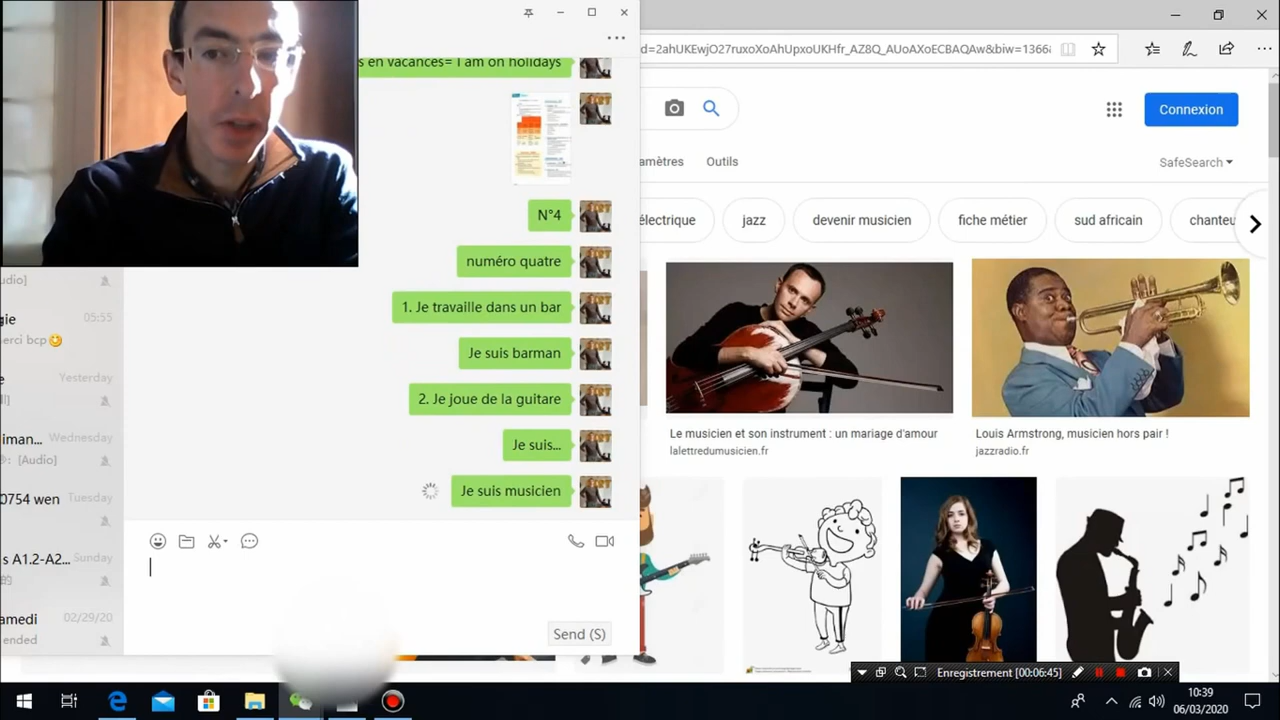 s en vacances= I am on holidays
N°4
numéro quatre
1. Je travaille dans un bar
Je suis barman
2. Je joue de la guitare
Je suis...
Je suis musicien
Send (S)
udio]
gie
05:55
erci bcp
e
Yesterday
l]
iman...
Wednesday
: [Audio]
0754 wen
Tuesday
s A1.2-A2...
Sunday
的
amedi
02/29/20
ended
d=2ahUKEwjO27ruxoXoAhUpxoUKHfr_AZ8Q_AUoAXoECBAQAw&biw=1366
Connexion
amètres
Outils
SafeSearch
électrique
jazz
devenir musicien
fiche métier
sud africain
chanteu
Le musicien et son instrument : un mariage d'amour
lalettredumusicien.fr
Louis Armstrong, musicien hors pair !
jazzradio.fr
Enregistrement [00:06:45]
10:39
06/03/2020